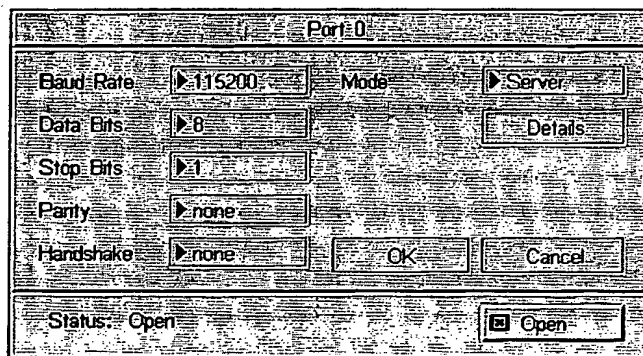 Port 0
Baud Rate 115200 Mode Server
Data Bits 8 Details
Stop Bits 1
Parity none
Handshake none OK Cancel
Status: Open Open